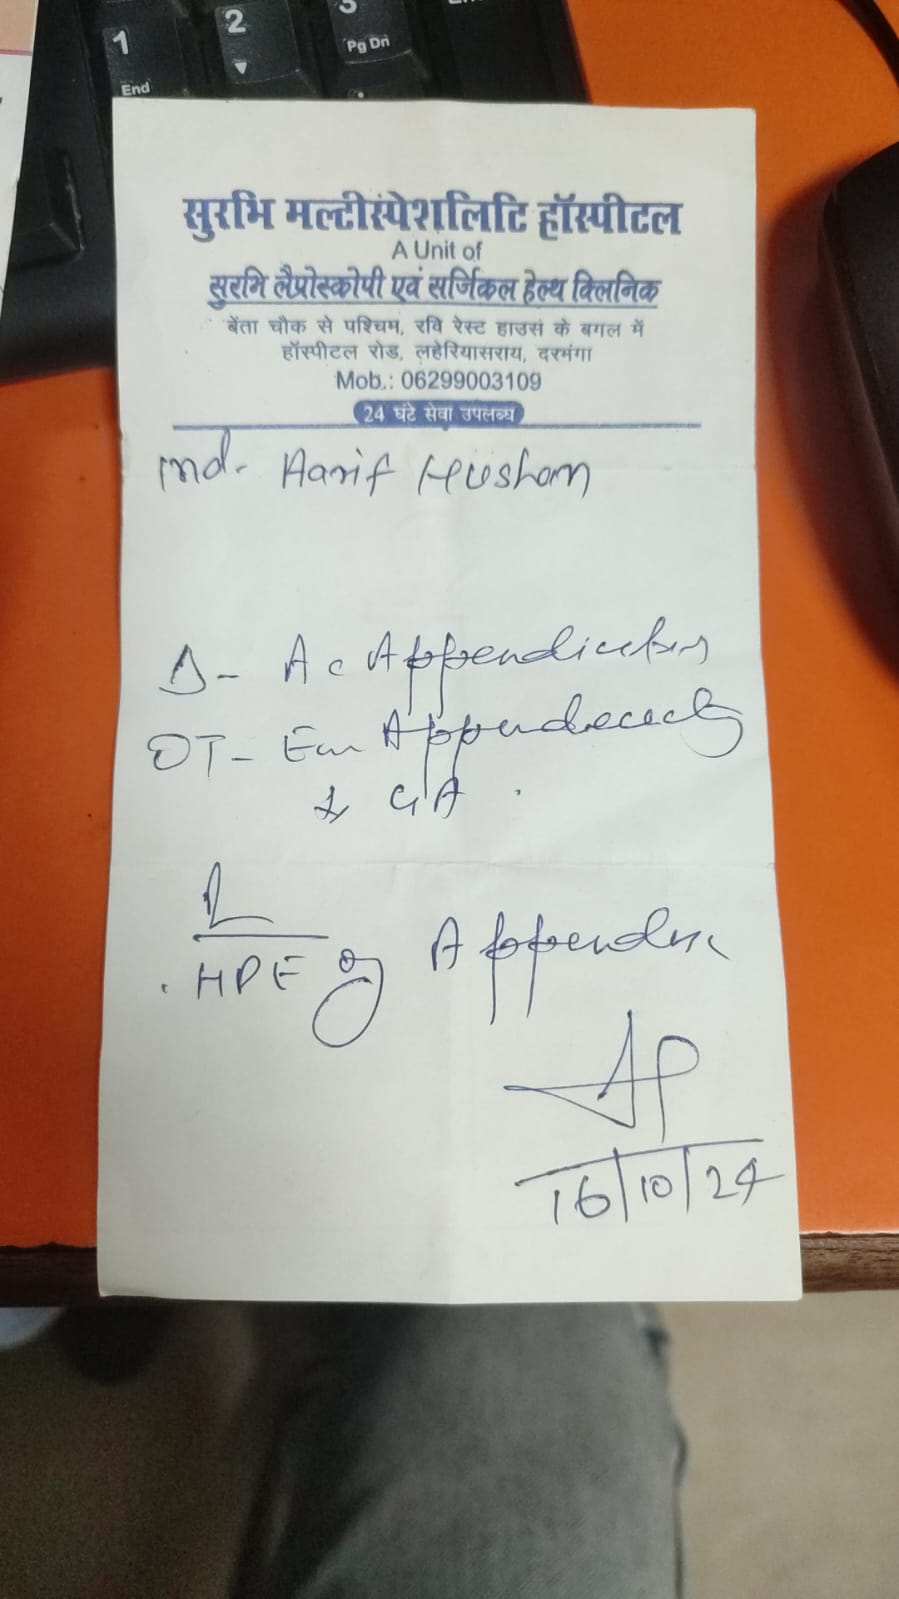 1
End
2
3
Pg Dn
सुरभि मल्टीस्पेशलिटि हॉस्पीटल
A Unit of
सुरभि लैप्रोस्कोपी एवं सर्जिकल हेल्थ क्लिनिक
बेंता चौक से पश्चिम, रवि रेस्ट हाउस के बगल में
हॉस्पीटल रोड, लहेरियासराय, दरभंगा
Mob.: 06299003109
24 घंटे सेवा उपलब्ध
md. Aarif
Δ- Ac Appendicitis
OT- Em
GA.
HPE of Appendix
16/10/24